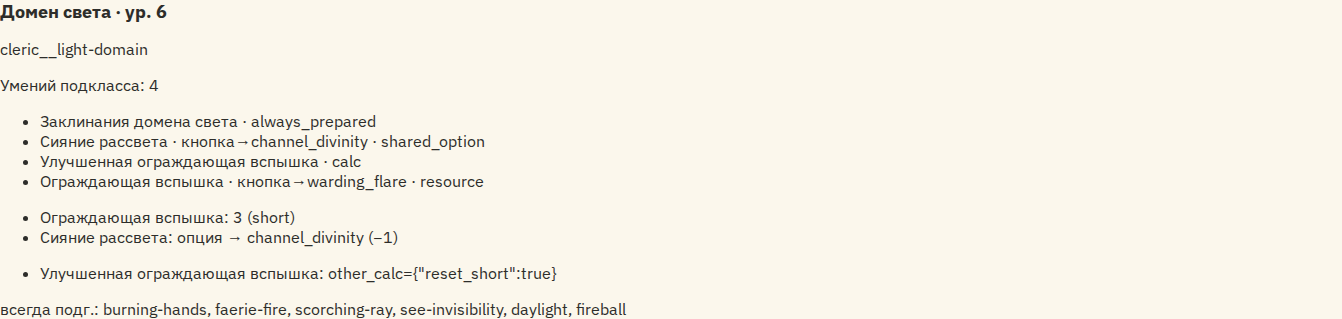 Домен света · ур. 6
cleric__light-domain
Умений подкласса: 4
• Заклинания домена света · always_prepared
• Сияние рассвета · кнопка→channel_divinity · shared_option
• Улучшенная ограждающая вспышка · calc
• Ограждающая вспышка · кнопка→warding_flare · resource
• Ограждающая вспышка: 3 (short)
• Сияние рассвета: опция → channel_divinity (−1)
• Улучшенная ограждающая вспышка: other_calc={"reset_short":true}
всегда подг.: burning-hands, faerie-fire, scorching-ray, see-invisibility, daylight, fireball